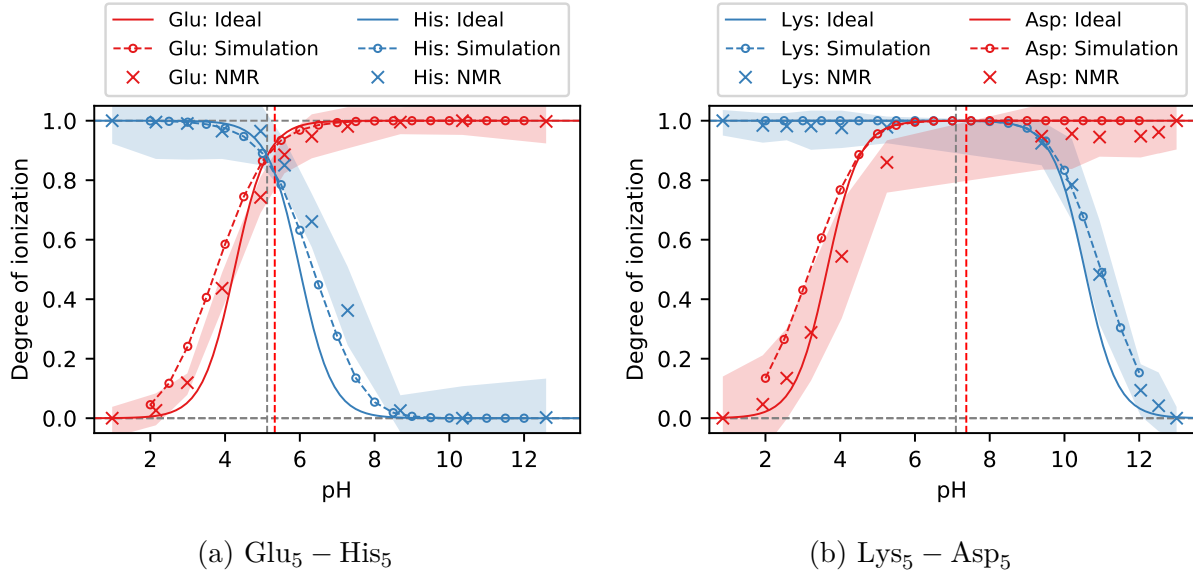 Glu: Ideal His: Ideal
Glu: Simulation His: Simulation
Glu: NMR His: NMR
Degree of ionization
1.0
0.8
0.6
0.4
0.2
0.0
2 4 6 8 10 12
pH
(a) Glu₅ − His₅
Lys: Ideal Asp: Ideal
Lys: Simulation Asp: Simulation
Lys: NMR Asp: NMR
Degree of ionization
1.0
0.8
0.6
0.4
0.2
0.0
2 4 6 8 10 12
pH
(b) Lys₅ − Asp₅